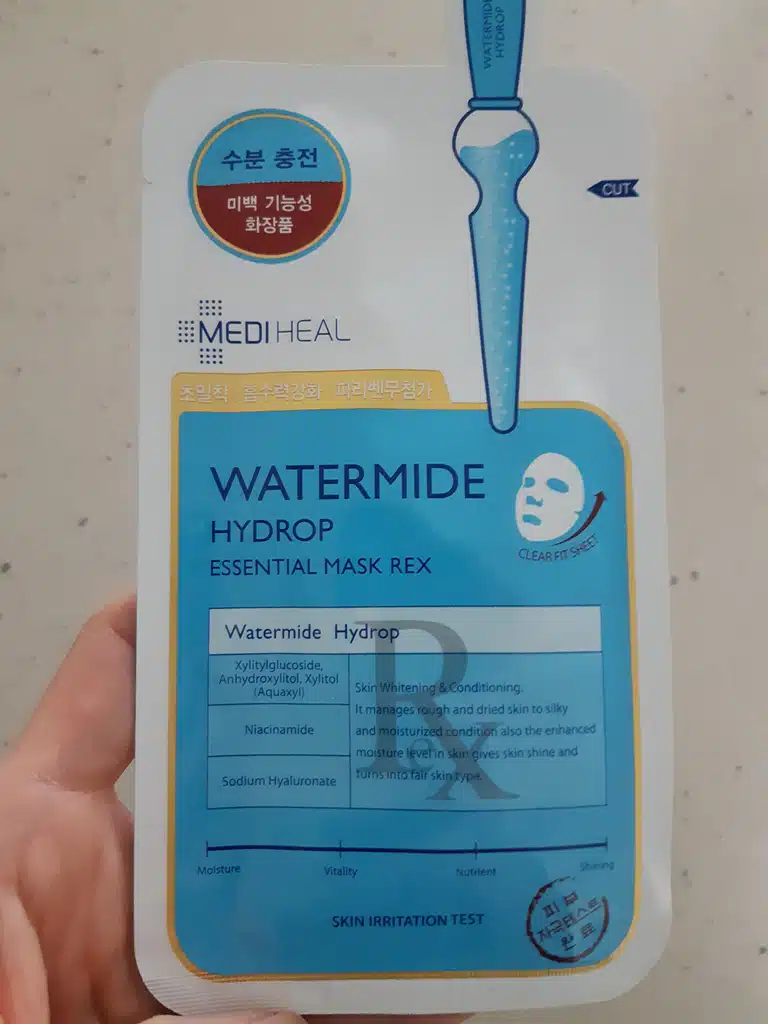 WATERMIDE
HYDROP
수분 충전
미백 기능성
화장품
CUT
MEDIHEAL
초밀착 흡수력강화 파라벤무첨가
WATERMIDE
HYDROP
ESSENTIAL MASK REX
CLEAR FIT SHEET
Watermide Hydrop
Xylitylglucoside,
Anhydroxylitol, Xylitol
(Aquaxyl)
Niacinamide
Sodium Hyaluronate
Rex
Skin Whitening & Conditioning.
It manages rough and dried skin to silky
and moisturized condition also the enhanced
moisture level in skin gives skin shine and
turns into fair skin type.
Moisture Vitality Nutrient Shining
SKIN IRRITATION TEST
피부
자극테스트
완료